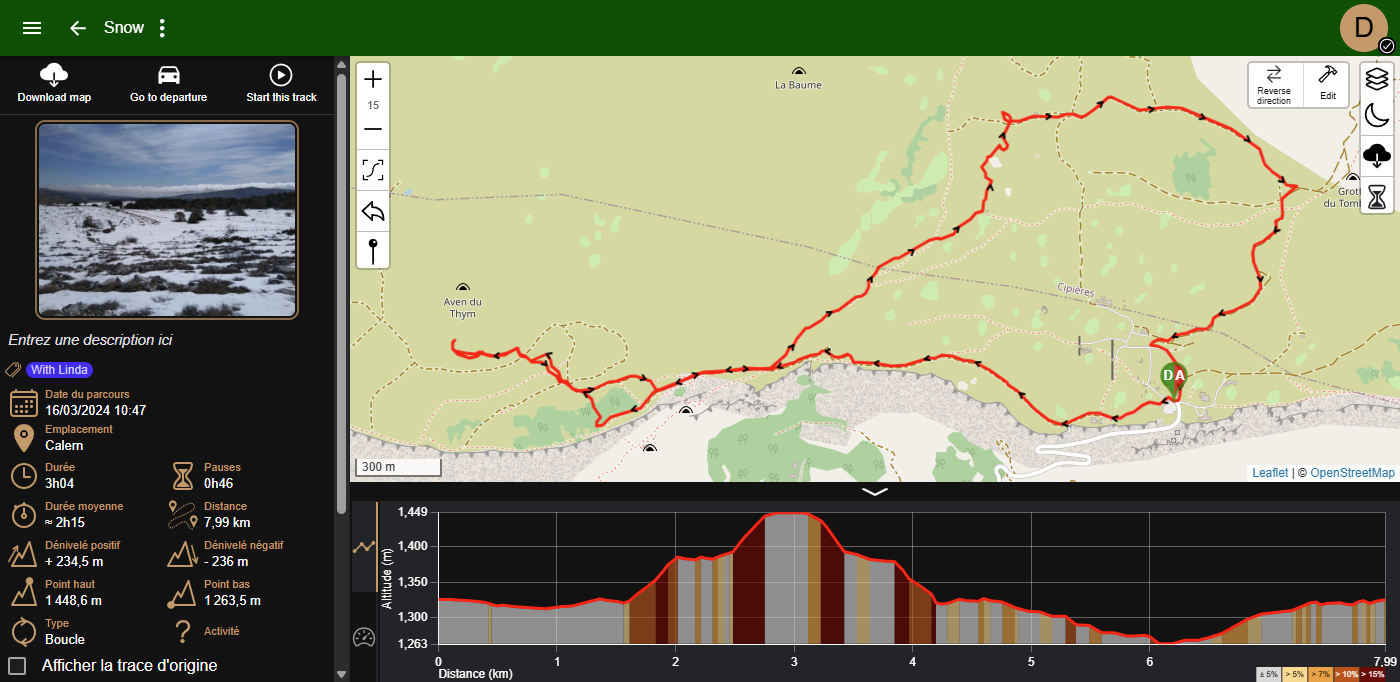 Snow
D
Download map
Go to departure
Start this track
Entrez une description ici
With Linda
Date du parcours
16/03/2024 10:47
Emplacement
Calern
Durée
3h04
Pauses
0h46
Durée moyenne
≈ 2h15
Distance
7,99 km
Dénivelé positif
+ 234,5 m
Dénivelé négatif
- 236 m
Point haut
1 448,6 m
Point bas
1 263,5 m
Type
Boucle
Activité
Afficher la trace d'origine
15
La Baume
Reverse
direction
Edit
Grott
du Tomb
Aven du
Thym
Cipières
D A
300 m
Leaflet | © OpenStreetMap
Altitude (m)
1,449
1,400
1,350
1,300
1,263
0
1
2
3
4
5
6
7.99
Distance (km)
± 5%
> 5%
> 7%
> 10%
> 15%